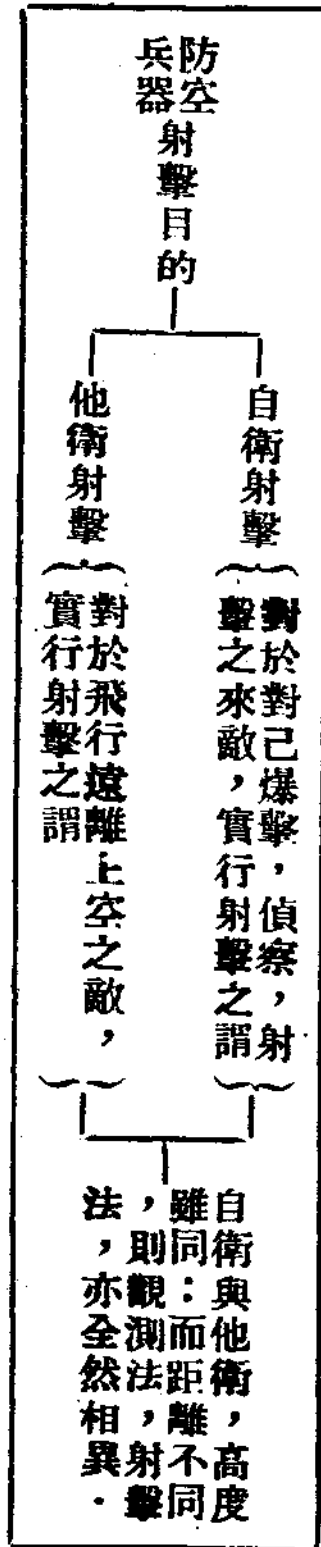 防空
兵器
射擊目的
自衛射擊
對於對己爆擊，偵察，射
擊之來敵，實行射擊之謂
他衛射擊
對於飛行遠離上空之敵，
實行射擊之謂
自衛與他衛，高度
雖同：而距離不同
，則觀測法，射擊
法，亦全然相異．